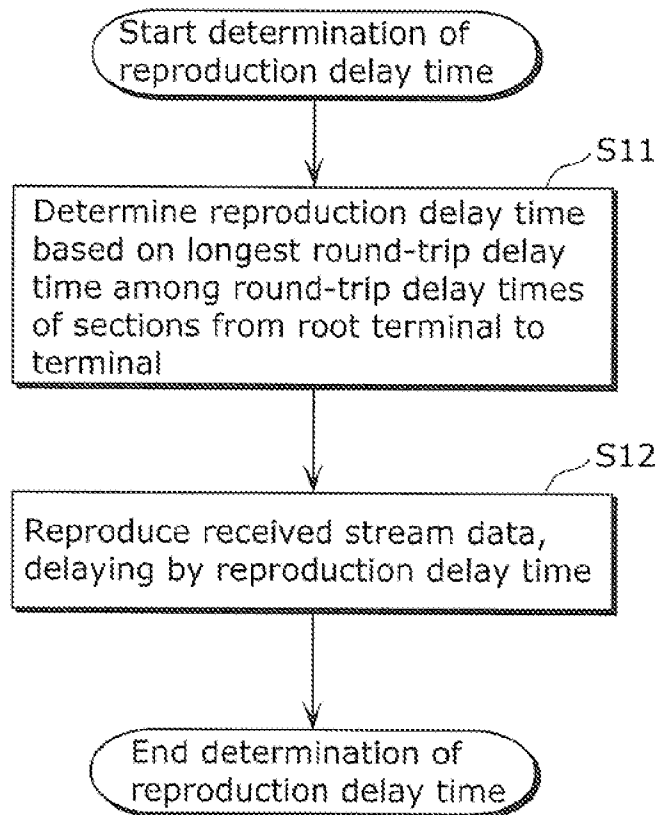 Start determination of
reproduction delay time
S11
Determine reproduction delay time
based on longest round-trip delay
time among round-trip delay times
of sections from root terminal to
terminal
S12
Reproduce received stream data,
delaying by reproduction delay time
End determination of
reproduction delay time